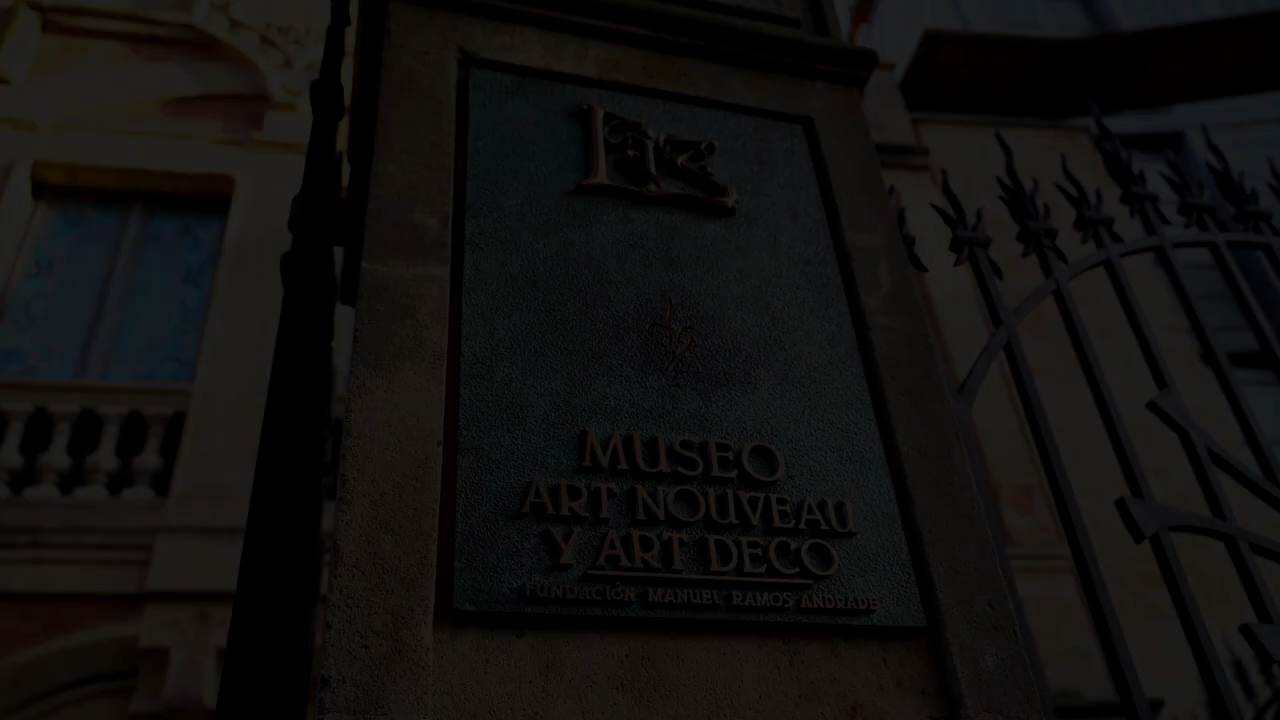 MUSEO
ART NOUVEAU
Y ART DECO
FUNDACIÓN MANUEL RAMOS ANDRADE